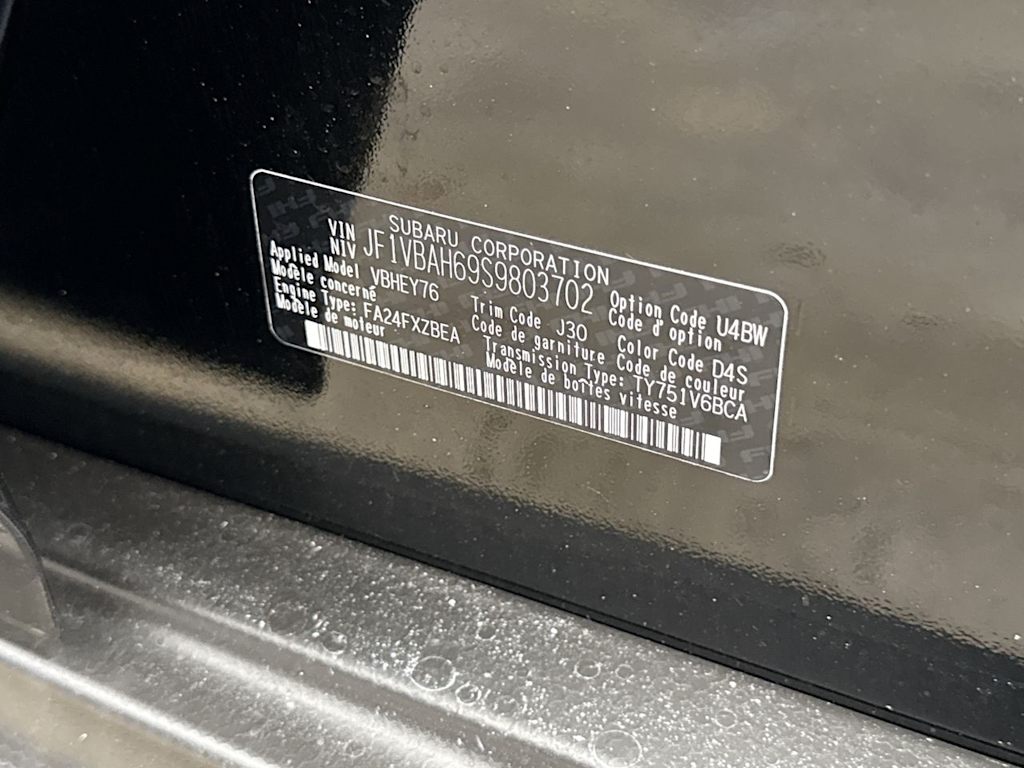 SUBARU CORPORATION
VIN
NIV JF1VBAH69S9803702
Applied Model VBHEY76 Trim Code J30 Option Code U4BW
Modèle concerné Code de garniture Code d'option
Engine Type: FA24FXZBEA Transmission Type: TY751V6BCA Color Code D4S
Modèle de moteur Modèle de boîtes vitesse Code de couleur